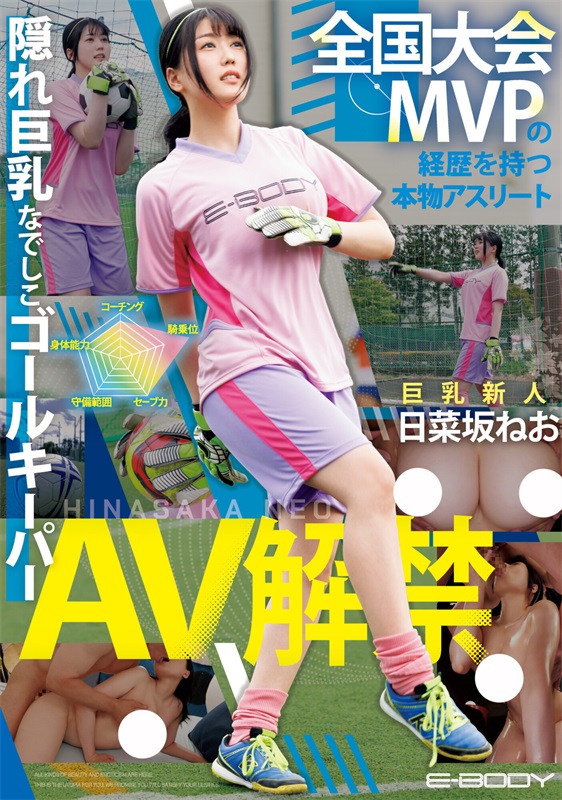 隠れ巨乳なでしこゴールキーパー
全国大会
MVPの
経歴を持つ
本物アスリート
E-BODY
コーチング
騎乗位
身体能力
守備範囲
セーブ力
巨乳新人
日菜坂ねお
HINASAKA NEO
AV解禁
E-BODY